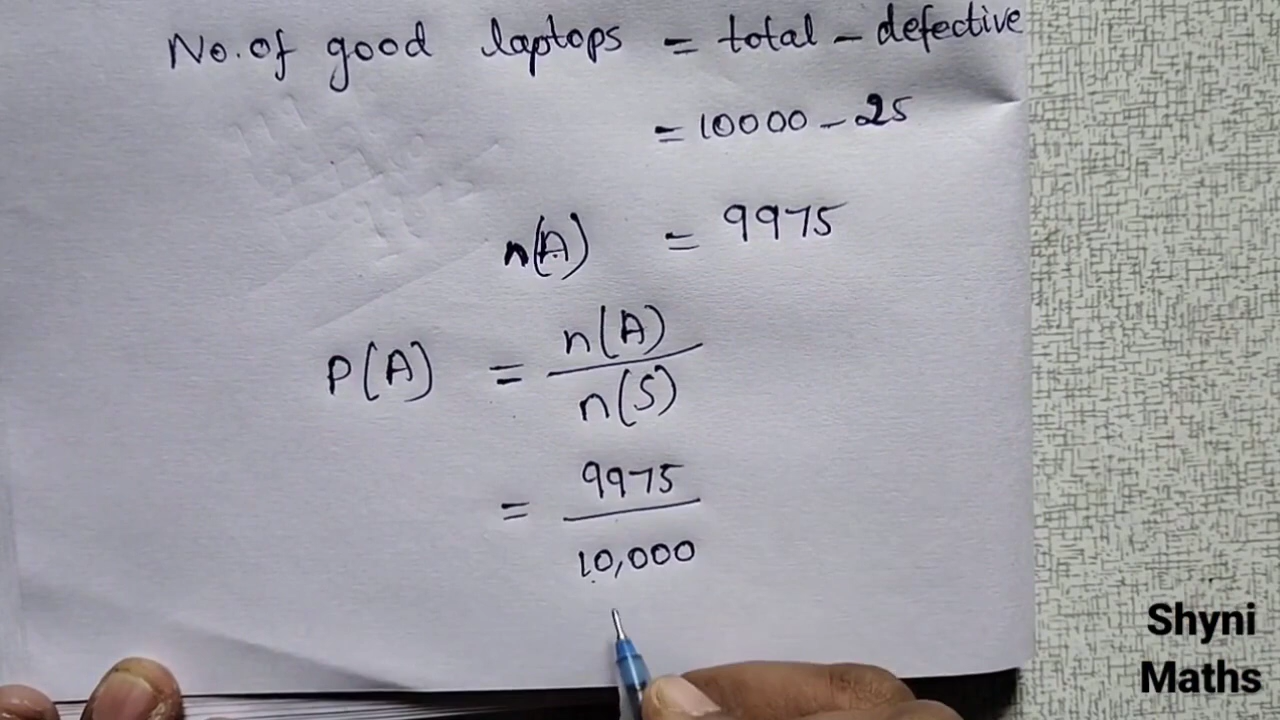 No. of good laptops = total - defective
= 10000 - 25
n(A) = 9975
P(A) = n(A)
n(S)
= 9975
10,000
Shyni
Maths